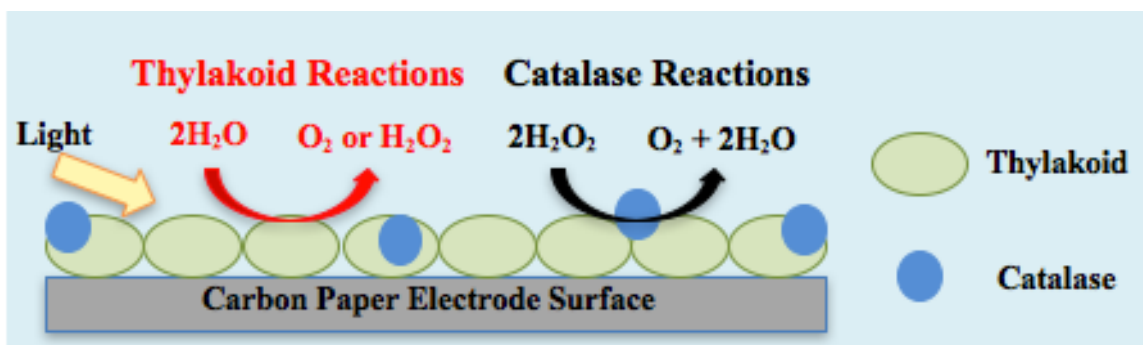 Thylakoid Reactions
Catalase Reactions
Light
2H₂O
O₂ or H₂O₂
2H₂O₂
O₂ + 2H₂O
Thylakoid
Catalase
Carbon Paper Electrode Surface